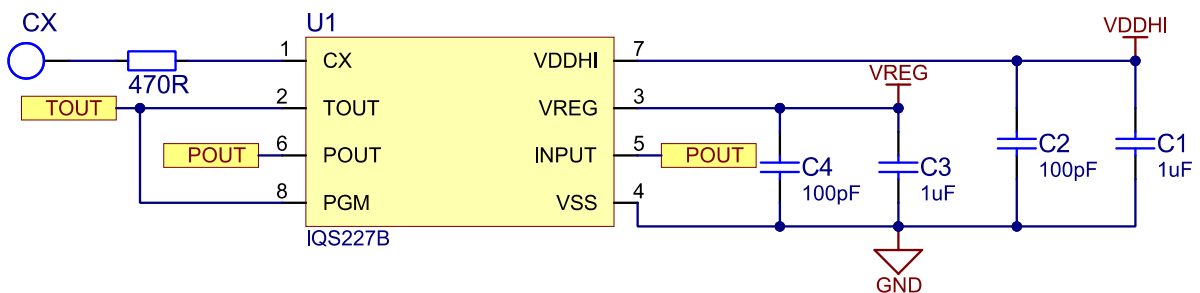 CX
U1
VDDHI
1
CX
VDDHI
7
470R
VREG
TOUT
2
TOUT
VREG
3
POUT
6
POUT
INPUT
5
POUT
C4
100pF
C3
1uF
C2
100pF
C1
1uF
8
PGM
VSS
4
IQS227B
GND